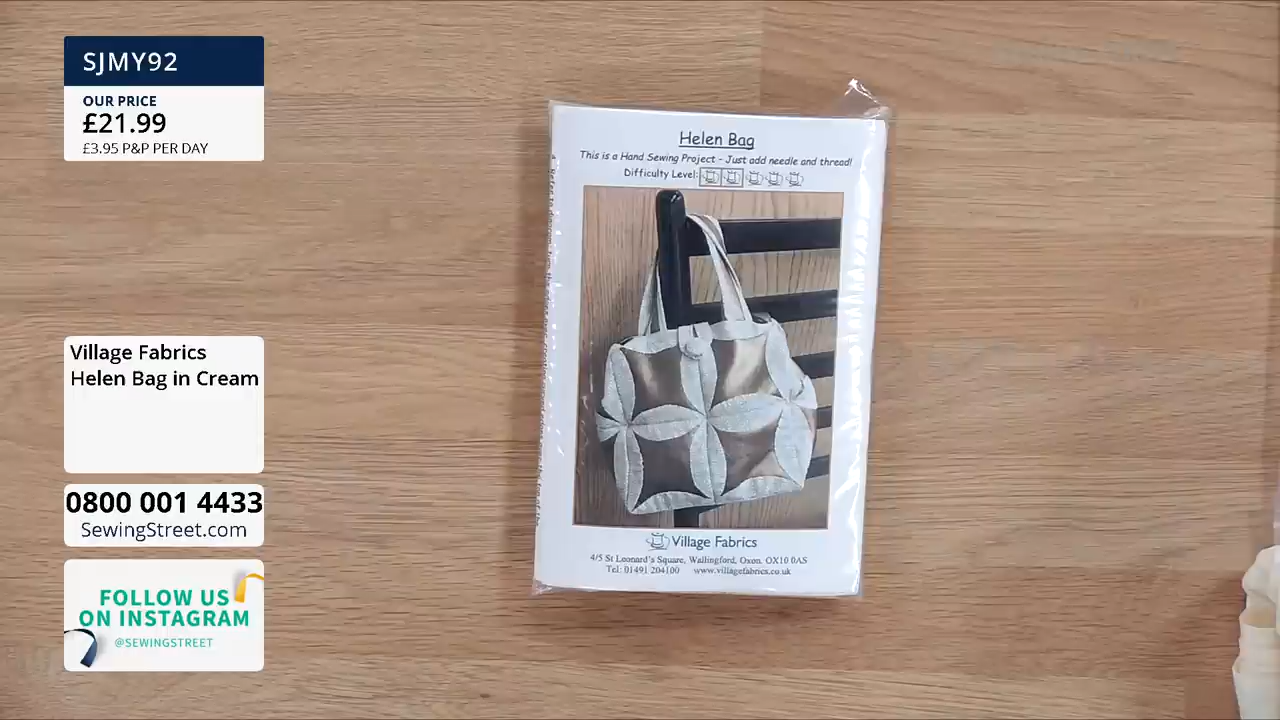 SJMY92
OUR PRICE
£21.99
£3.95 P&P PER DAY
Village Fabrics
Helen Bag in Cream
0800 001 4433
SewingStreet.com
FOLLOW US
ON INSTAGRAM
@SEWINGSTREET
Helen Bag
This is a Hand Sewing Project - Just add needle and thread!
Difficulty Level:
Village Fabrics
4/5 St Leonard's Square, Wallingford, Oxon. OX10 0AS
Tel: 01491 204100 www.villagefabrics.co.uk